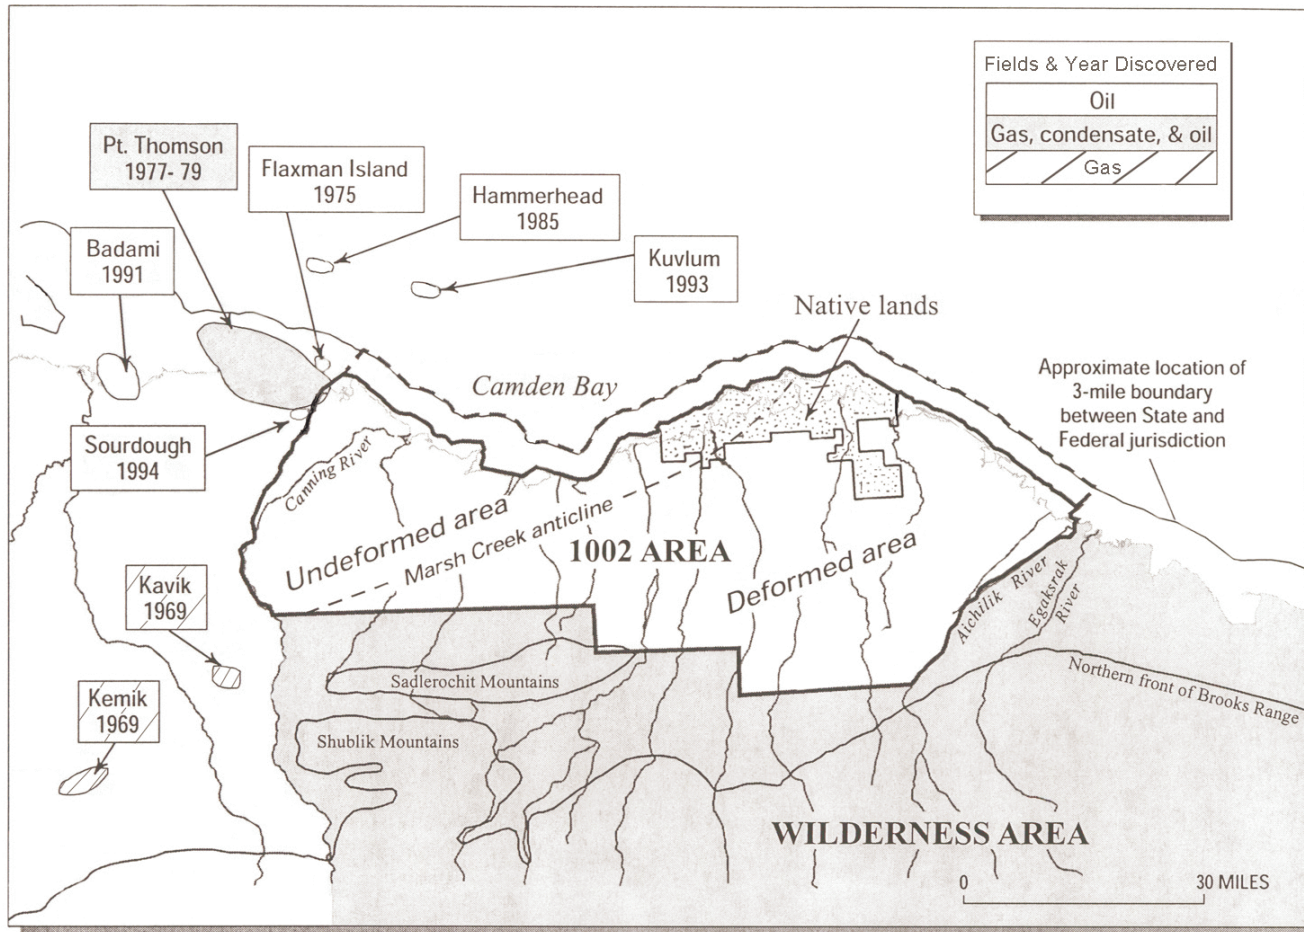 Fields & Year Discovered
Oil
Gas, condensate, & oil
Gas
Pt. Thomson
1977- 79
Flaxman Island
1975
Hammerhead
1985
Badami
1991
Kuvlum
1993
Native lands
Camden Bay
Approximate location of
3-mile boundary
between State and
Federal jurisdiction
Sourdough
1994
Canning River
Undeformed area
Marsh Creek anticline
1002 AREA
Deformed area
Aichilik River
Egaksrak
River
Kavik
1969
Sadlerochit Mountains
Northern front of Brooks Range
Kemik
1969
Shublik Mountains
WILDERNESS AREA
0
30 MILES